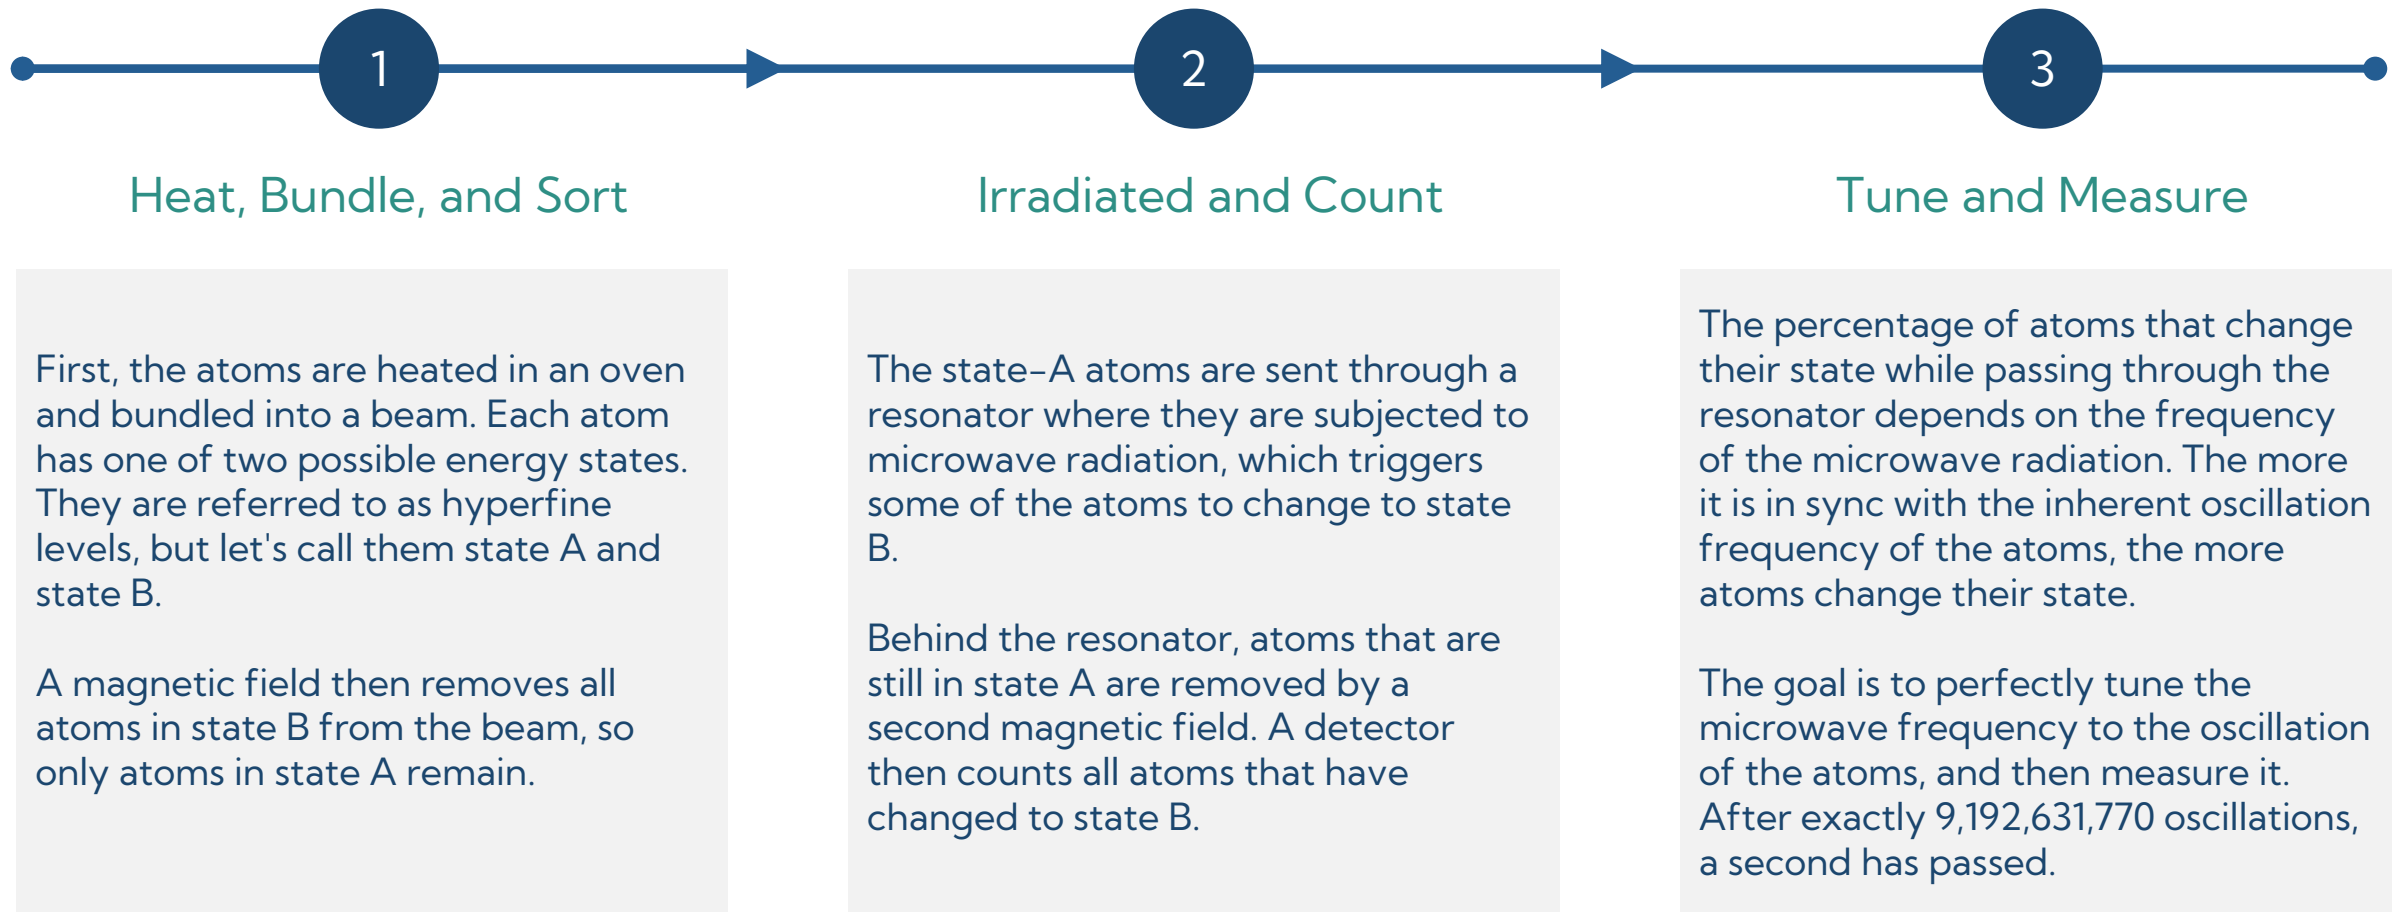 1
2
3
Heat, Bundle, and Sort
Irradiated and Count
Tune and Measure
First, the atoms are heated in an oven
and bundled into a beam. Each atom
has one of two possible energy states.
They are referred to as hyperfine
levels, but let's call them state A and
state B.
A magnetic field then removes all
atoms in state B from the beam, so
only atoms in state A remain.
The state–A atoms are sent through a
resonator where they are subjected to
microwave radiation, which triggers
some of the atoms to change to state
B.
Behind the resonator, atoms that are
still in state A are removed by a
second magnetic field. A detector
then counts all atoms that have
changed to state B.
The percentage of atoms that change
their state while passing through the
resonator depends on the frequency
of the microwave radiation. The more
it is in sync with the inherent oscillation
frequency of the atoms, the more
atoms change their state.
The goal is to perfectly tune the
microwave frequency to the oscillation
of the atoms, and then measure it.
After exactly 9,192,631,770 oscillations,
a second has passed.